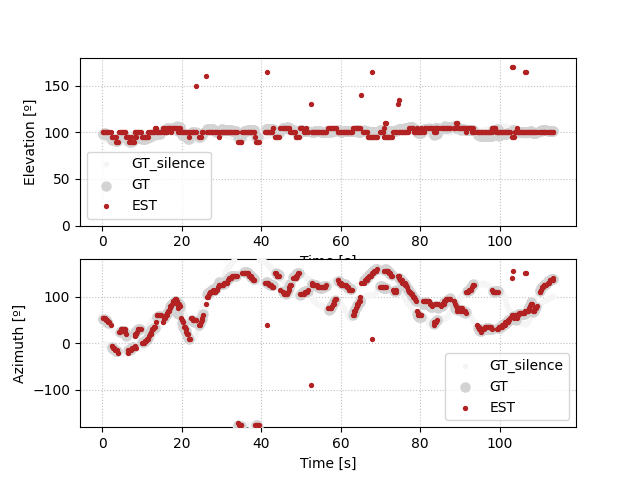 Elevation [º]
150
100
50
0
GT_silence
GT
EST
0 20 40 60 80 100
Time [s]
Azimuth [º]
100
0
−100
GT_silence
GT
EST
0 20 40 60 80 100
Time [s]